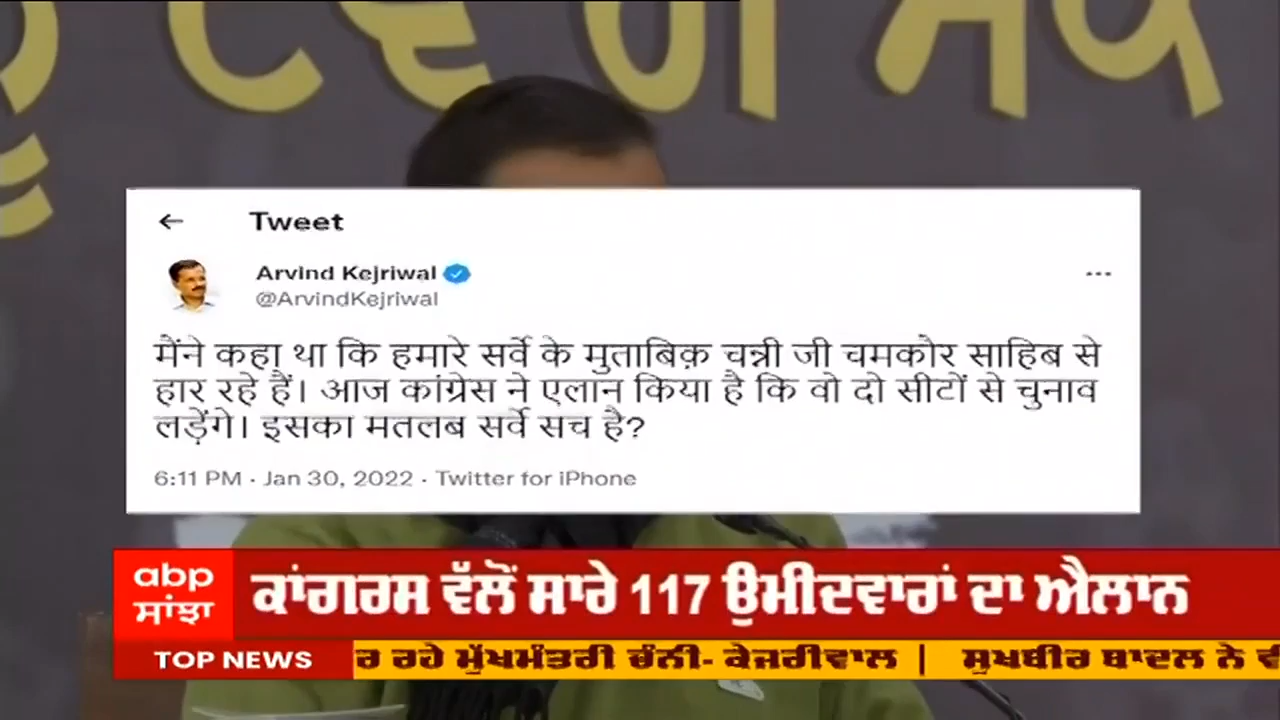 Tweet
Arvind Kejriwal
@ArvindKejriwal
मैंने कहा था कि हमारे सर्वे के मुताबिक़ चन्नी जी चमकोर साहिब से
हार रहे हैं। आज कांग्रेस ने एलान किया है कि वो दो सीटों से चुनाव
लड़ेंगे। इसका मतलब सर्वे सच है?
6:11 PM · Jan 30, 2022 · Twitter for iPhone
abp
ਸਾਂਝਾ
ਕਾਂਗਰਸ ਵੱਲੋਂ ਸਾਰੇ 117 ਉਮੀਦਵਾਰਾਂ ਦਾ ਐਲਾਨ
TOP NEWS
ਰ ਰਹੇ ਮੁੱਖਮੰਤਰੀ ਚੰਨੀ- ਕੇਜਰੀਵਾਲ | ਸੁਖਬੀਰ ਬਾਦਲ ਨੇ